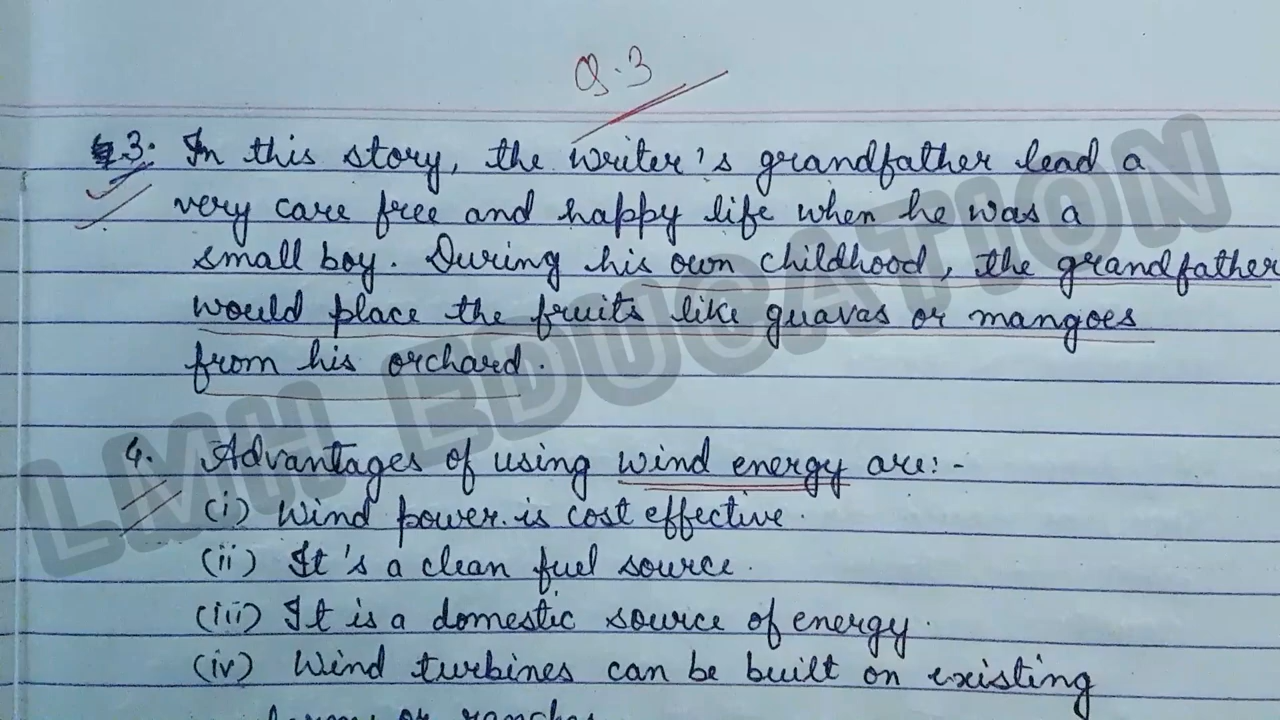 Q.3
3. In this story, the writer's grandfather lead a
very care free and happy life when he was a
small boy. During his own childhood, the grandfather
would place the fruits like guavas or mangoes
from his orchard.
4. Advantages of using wind energy are:-
(i) Wind power is cost effective.
(ii) It's a clean fuel source.
(iii) It is a domestic source of energy.
(iv) Wind turbines can be built on existing
farms or ranches
LMH EDUCATION